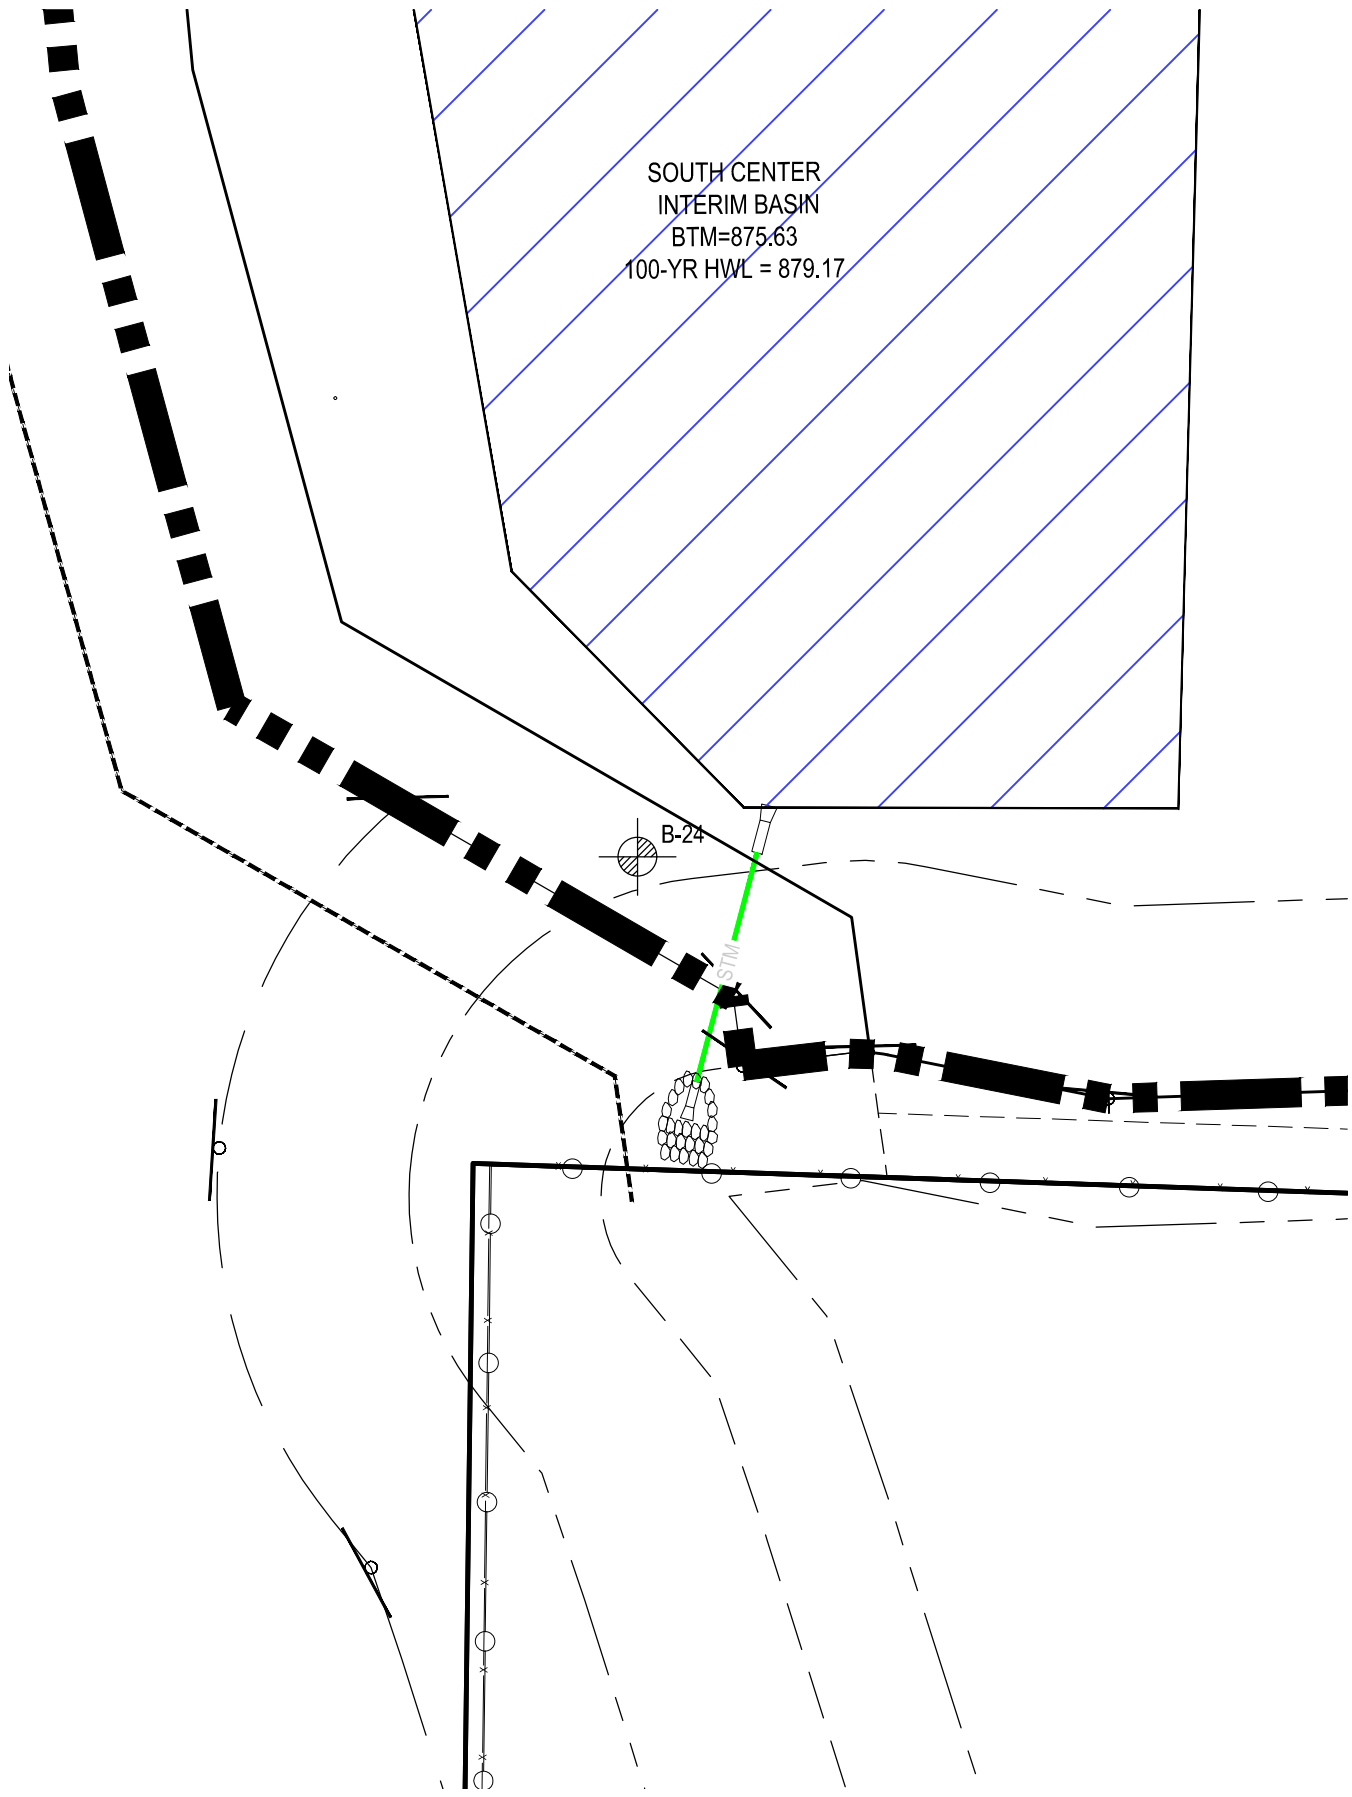 SOUTH CENTER
INTERIM BASIN
BTM=875.63
100-YR HWL = 879.17
B-24
STM